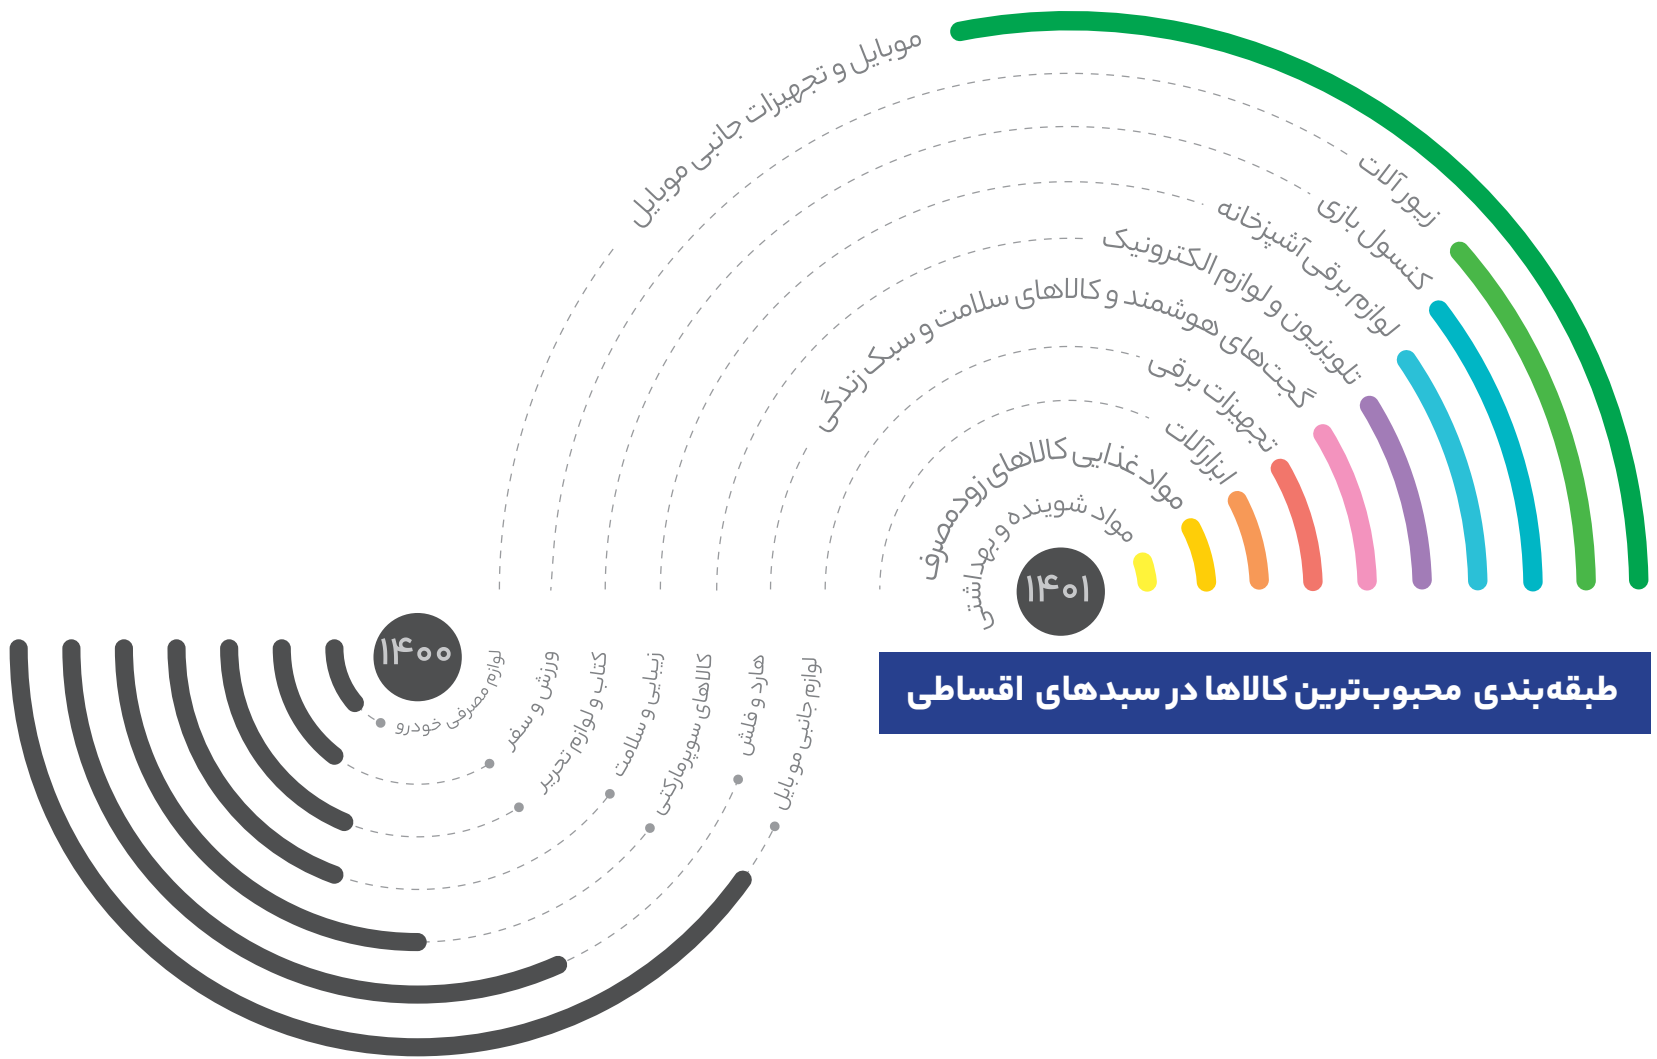 موبایل و تجهیزات جانبی موبایل
زیورآلات
کنسول بازی
لوازم برقی آشپزخانه
تلویزیون و لوازم الکترونیک
گجت‌های هوشمند و کالاهای سلامت و سبک زندگی
تجهیزات برقی
ابزارآلات
مواد غذایی کالاهای زودمصرف
مواد شوینده و بهداشتی
۱۴۰۱
طبقه‌بندی محبوب‌ترین کالاها در سبدهای اقساطی
۱۴۰۰
لوازم مصرفی خودرو
ورزش و سفر
کتاب و لوازم تحریر
زیبایی و سلامت
کالاهای سوپرمارکتی
هارد و فلش
لوازم جانبی موبایل